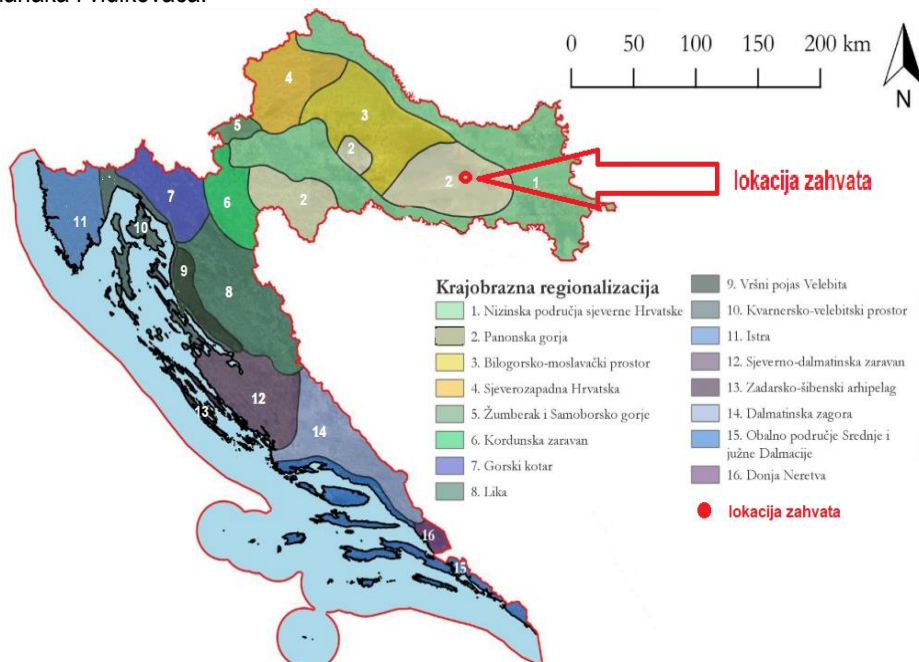 i vidikovaca.
0 50 100 150 200 km
N
4
3
5
2
2
1
lokacija zahvata
7
6
2
11
10
9
8
12
13
14
16
15
Krajobrazna regionalizacija
1. Nizinska područja sjeverne Hrvatske
2. Panonska gorja
3. Bilogorsko-moslavački prostor
4. Sjeverozapadna Hrvatska
5. Žumberak i Samoborsko gorje
6. Kordunska zaravan
7. Gorski kotar
8. Lika
9. Vršni pojas Velebita
10. Kvarnersko-velebitski prostor
11. Istra
12. Sjeverno-dalmatinska zaravan
13. Zadarsko-šibenski arhipelag
14. Dalmatinska zagora
15. Obalno područje Srednje i
južne Dalmacije
16. Donja Neretva
lokacija zahvata